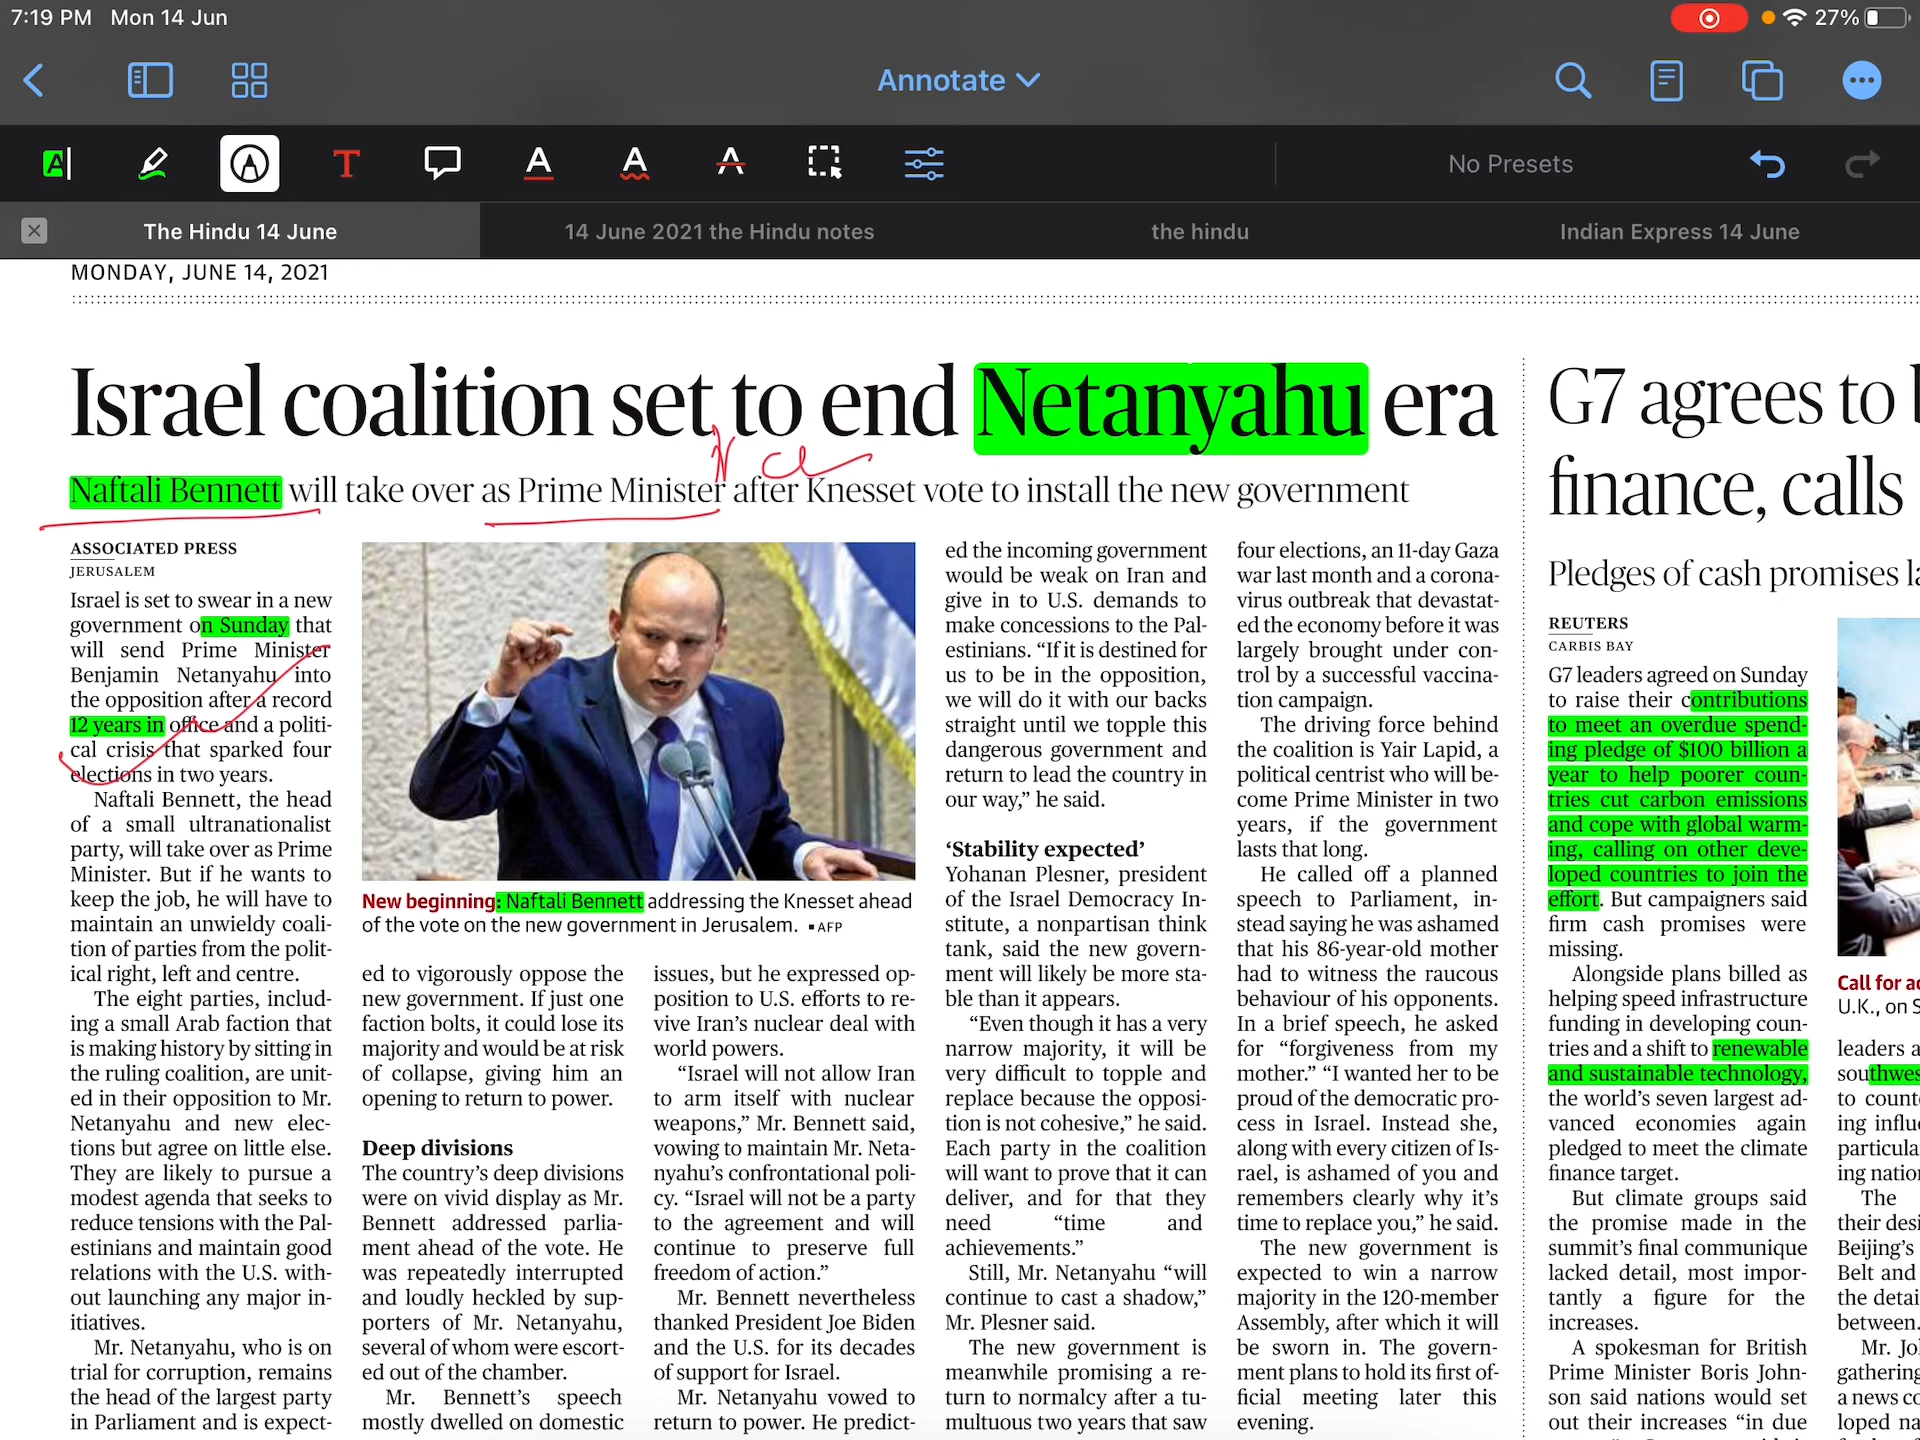 7:19 PM Mon 14 Jun
27%
Annotate
A
T
A
A
A
No Presets
The Hindu 14 June
14 June 2021 the Hindu notes
the hindu
Indian Express 14 June
MONDAY, JUNE 14, 2021
Israel coalition set to end Netanyahu era
Naftali Bennett will take over as Prime Minister after Knesset vote to install the new government
ASSOCIATED PRESS
JERUSALEM
Israel is set to swear in a new
government on Sunday that
will send Prime Minister
Benjamin Netanyahu into
the opposition after a record
12 years in office and a politi-
cal crisis that sparked four
elections in two years.
Naftali Bennett, the head
of a small ultranationalist
party, will take over as Prime
Minister. But if he wants to
keep the job, he will have to
maintain an unwieldy coali-
tion of parties from the polit-
ical right, left and centre.
The eight parties, includ-
ing a small Arab faction that
is making history by sitting in
the ruling coalition, are unit-
ed in their opposition to Mr.
Netanyahu and new elec-
tions but agree on little else.
They are likely to pursue a
modest agenda that seeks to
reduce tensions with the Pal-
estinians and maintain good
relations with the U.S. with-
out launching any major in-
itiatives.
Mr. Netanyahu, who is on
trial for corruption, remains
the head of the largest party
in Parliament and is expect-
New beginning: Naftali Bennett addressing the Knesset ahead
of the vote on the new government in Jerusalem. ▪AFP
ed to vigorously oppose the
new government. If just one
faction bolts, it could lose its
majority and would be at risk
of collapse, giving him an
opening to return to power.
Deep divisions
The country’s deep divisions
were on vivid display as Mr.
Bennett addressed parlia-
ment ahead of the vote. He
was repeatedly interrupted
and loudly heckled by sup-
porters of Mr. Netanyahu,
several of whom were escort-
ed out of the chamber.
Mr. Bennett’s speech
mostly dwelled on domestic
issues, but he expressed op-
position to U.S. efforts to re-
vive Iran’s nuclear deal with
world powers.
“Israel will not allow Iran
to arm itself with nuclear
weapons,” Mr. Bennett said,
vowing to maintain Mr. Neta-
nyahu’s confrontational poli-
cy. “Israel will not be a party
to the agreement and will
continue to preserve full
freedom of action.”
Mr. Bennett nevertheless
thanked President Joe Biden
and the U.S. for its decades
of support for Israel.
Mr. Netanyahu vowed to
return to power. He predict-
ed the incoming government
would be weak on Iran and
give in to U.S. demands to
make concessions to the Pal-
estinians. “If it is destined for
us to be in the opposition,
we will do it with our backs
straight until we topple this
dangerous government and
return to lead the country in
our way,” he said.
‘Stability expected’
Yohanan Plesner, president
of the Israel Democracy In-
stitute, a nonpartisan think
tank, said the new govern-
ment will likely be more sta-
ble than it appears.
“Even though it has a very
narrow majority, it will be
very difficult to topple and
replace because the opposi-
tion is not cohesive,” he said.
Each party in the coalition
will want to prove that it can
deliver, and for that they
need “time and
achievements.”
Still, Mr. Netanyahu “will
continue to cast a shadow,”
Mr. Plesner said.
The new government is
meanwhile promising a re-
turn to normalcy after a tu-
multuous two years that saw
four elections, an 11-day Gaza
war last month and a corona-
virus outbreak that devastat-
ed the economy before it was
largely brought under con-
trol by a successful vaccina-
tion campaign.
The driving force behind
the coalition is Yair Lapid, a
political centrist who will be-
come Prime Minister in two
years, if the government
lasts that long.
He called off a planned
speech to Parliament, in-
stead saying he was ashamed
that his 86-year-old mother
had to witness the raucous
behaviour of his opponents.
In a brief speech, he asked
for “forgiveness from my
mother.” “I wanted her to be
proud of the democratic pro-
cess in Israel. Instead she,
along with every citizen of Is-
rael, is ashamed of you and
remembers clearly why it’s
time to replace you,” he said.
The new government is
expected to win a narrow
majority in the 120-member
Assembly, after which it will
be sworn in. The govern-
ment plans to hold its first of-
ficial meeting later this
evening.
G7 agrees to
finance, calls
Pledges of cash promises
REUTERS
CARBIS BAY
G7 leaders agreed on Sunday
to raise their contributions
to meet an overdue spend-
ing pledge of $100 billion a
year to help poorer coun-
tries cut carbon emissions
and cope with global warm-
ing, calling on other deve-
loped countries to join the
effort. But campaigners said
firm cash promises were
missing.
Alongside plans billed as
helping speed infrastructure
funding in developing coun-
tries and a shift to renewable
and sustainable technology,
the world’s seven largest ad-
vanced economies again
pledged to meet the climate
finance target.
But climate groups said
the promise made in the
summit’s final communique
lacked detail, most impor-
tantly a figure for the
increases.
A spokesman for British
Prime Minister Boris John-
son said nations would set
out their increases “in due
Call for
U.K., on
leaders
southwes
to count
ing influ
particula
ing natio
The
their desi
Beijing’s
Belt and
the detai
between.
Mr. Jo
gathering
a news co
loped na